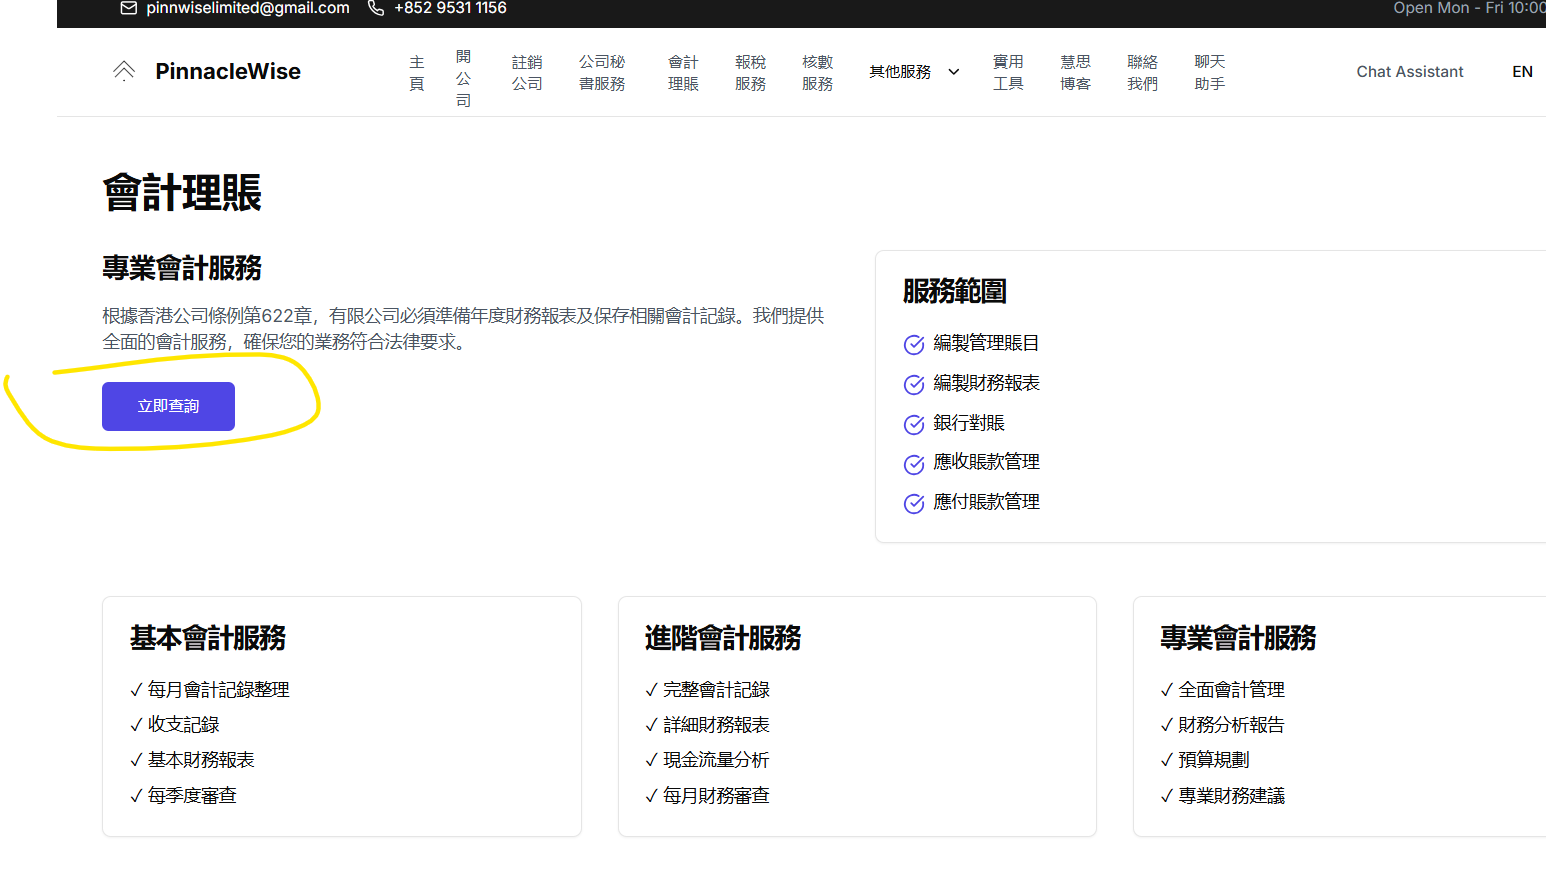 pinnwiselimited@gmail.com +852 9531 1156 Open Mon - Fri 10:00
PinnacleWise
主頁
開公司
註銷公司
公司秘書服務
會計理賬
報稅服務
核數服務
其他服務
實用工具
慧思博客
聯絡我們
聊天助手
Chat Assistant
EN
會計理賬
專業會計服務
根據香港公司條例第622章，有限公司必須準備年度財務報表及保存相關會計記錄。我們提供
全面的會計服務，確保您的業務符合法律要求。
立即查詢
服務範圍
編製管理賬目
編製財務報表
銀行對賬
應收賬款管理
應付賬款管理
基本會計服務
✓ 每月會計記錄整理
✓ 收支記錄
✓ 基本財務報表
✓ 每季度審查
進階會計服務
✓ 完整會計記錄
✓ 詳細財務報表
✓ 現金流量分析
✓ 每月財務審查
專業會計服務
✓ 全面會計管理
✓ 財務分析報告
✓ 預算規劃
✓ 專業財務建議